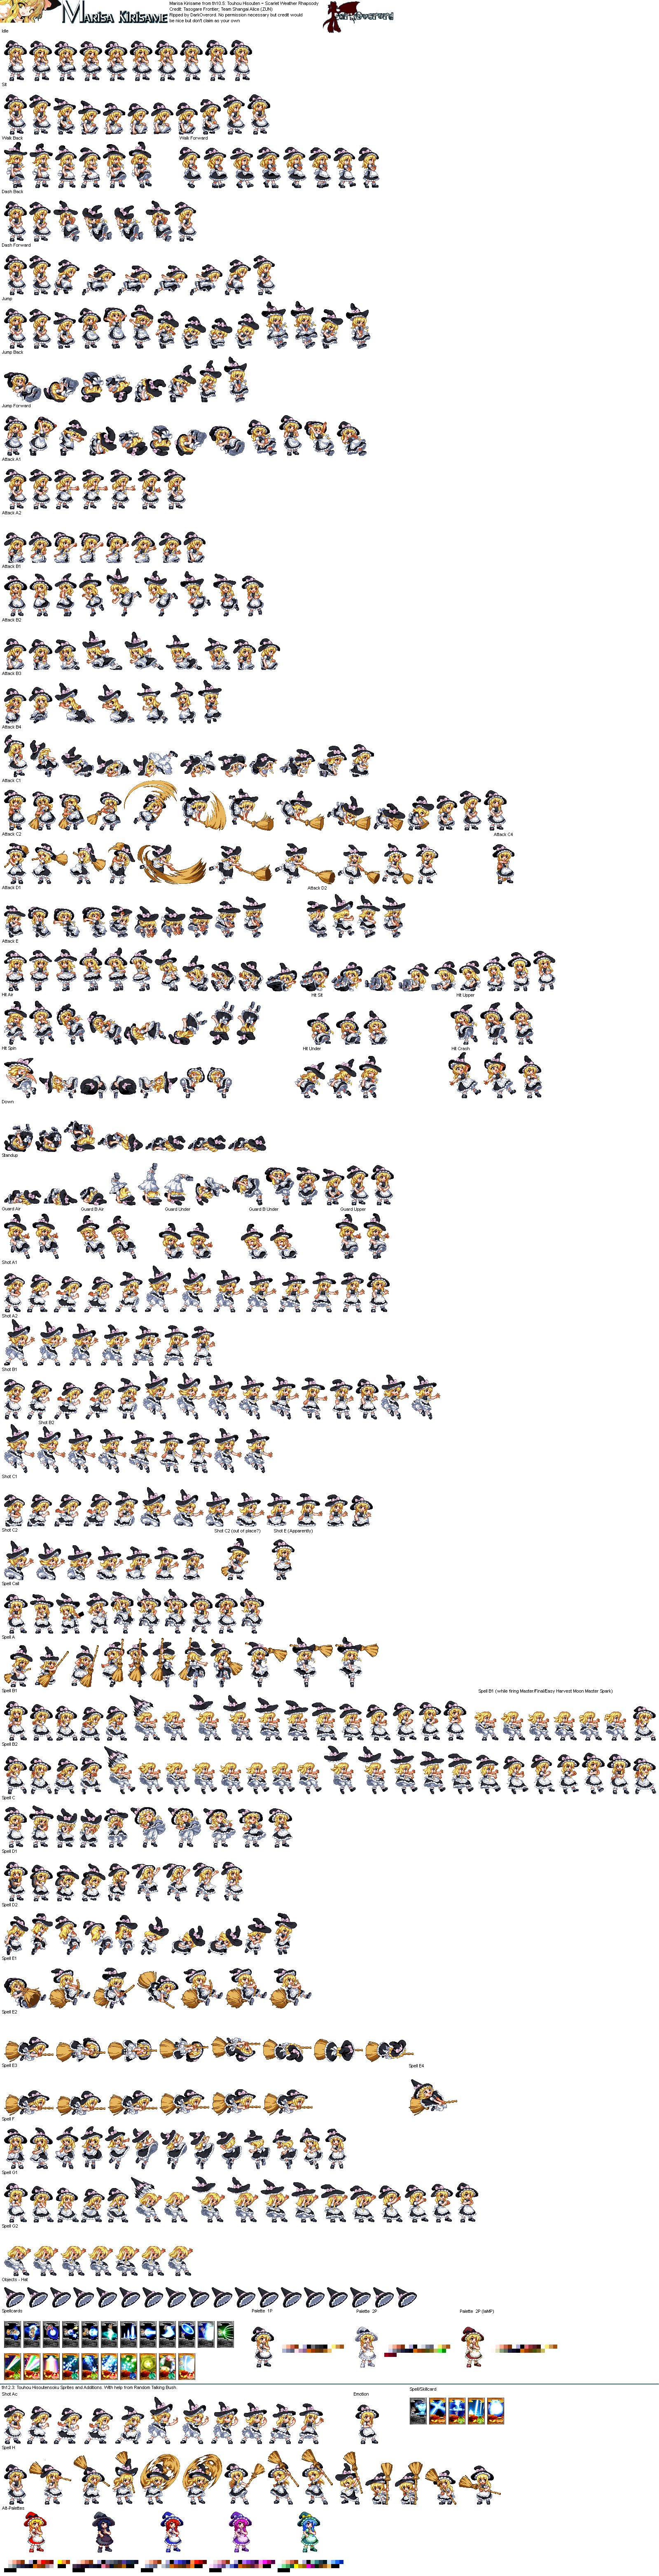 Marisa Kirisame
Marisa Kirisame from th10.5: Touhou Hisouten > Scarlet Weather Rhapsody
Credit: Tasogare Frontier, Team Shangai Alice (ZUN)
Ripped by DarkOverord. No permission necessary but credit would
be nice but don't claim as your own
DarkOverord
Idle
Sit
Walk Back
Walk Forward
Dash Back
Dash Forward
Jump
Jump Back
Jump Forward
Attack A1
Attack A2
Attack B1
Attack B2
Attack B3
Attack B4
Attack C1
Attack C2
Attack C4
Attack D1
Attack D2
Attack E
Hit Air
Hit Sit
Hit Upper
Hit Spin
Hit Under
Hit Crash
Down
Standup
Guard Air
Guard B Air
Guard Under
Guard B Under
Guard Upper
Shot A1
Shot A2
Shot B1
Shot B2
Shot C1
Shot C2
Shot C2 (out of place?)
Shot E (Apparently)
Spell Call
Spell A
Spell B1
Spell B1 (while firing Master/Final/Easy Harvest Moon Master Spark)
Spell B2
Spell C
Spell D1
Spell D2
Spell E1
Spell E2
Spell E3
Spell E4
Spell F
Spell G1
Spell G2
Objects - Hat
Spellcards
Palette 1P
Palette 2P
Palette 2P (IaMP)
th12.3: Touhou Hisoutensoku Sprites and Additions. With help from Random Talking Bush.
Shot Ac
Emotion
Spell/Skillcard
Spell H
Alt-Palettes